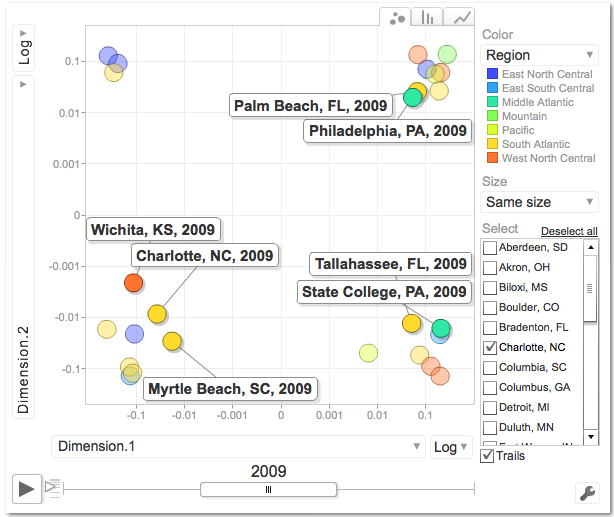 Log
Dimension.2
0.1
0.01
0.001
0
-0.001
-0.01
-0.1
Palm Beach, FL, 2009
Philadelphia, PA, 2009
Wichita, KS, 2009
Charlotte, NC, 2009
Tallahassee, FL, 2009
State College, PA, 2009
Myrtle Beach, SC, 2009
-0.1 -0.01 -0.001 0 0.001 0.01 0.1
Dimension.1
Log
2009
Color
Region
East North Central
East South Central
Middle Atlantic
Mountain
Pacific
South Atlantic
West North Central
Size
Same size
Select Deselect all
Aberdeen, SD
Akron, OH
Biloxi, MS
Boulder, CO
Bradenton, FL
Charlotte, NC
Columbia, SC
Columbus, GA
Detroit, MI
Duluth, MN
Trails